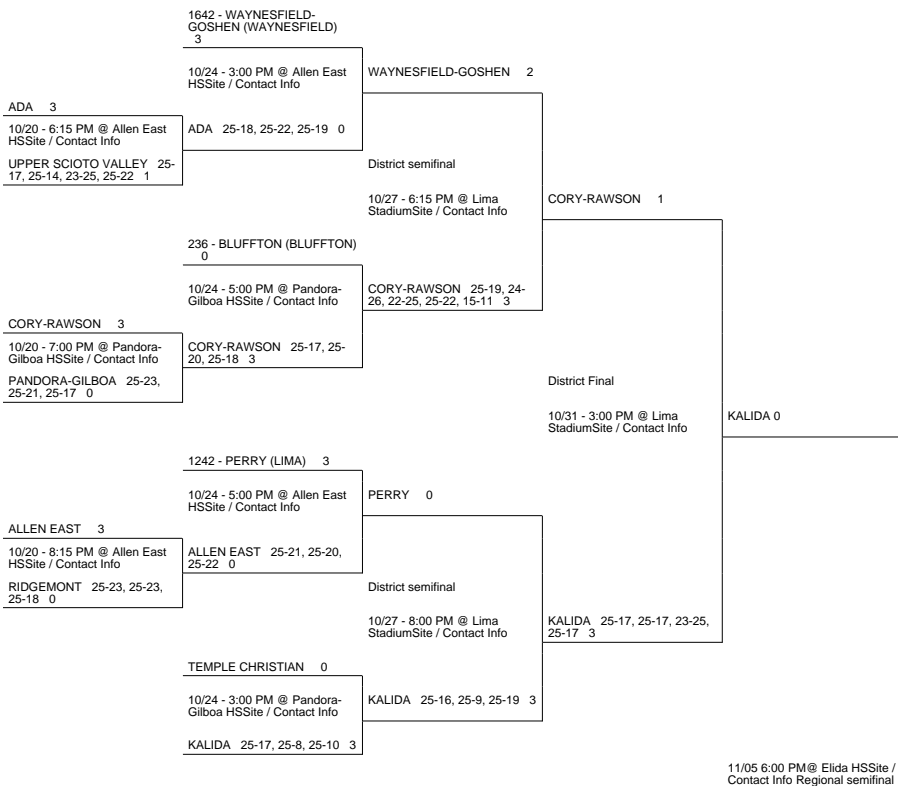 1642 - WAYNESFIELD-
GOSHEN (WAYNESFIELD)
3
10/24 - 3:00 PM @ Allen East
HSSite / Contact Info
WAYNESFIELD-GOSHEN 2
ADA 3
10/20 - 6:15 PM @ Allen East
HSSite / Contact Info
ADA 25-18, 25-22, 25-19 0
UPPER SCIOTO VALLEY 25-
17, 25-14, 23-25, 25-22 1
District semifinal
10/27 - 6:15 PM @ Lima
StadiumSite / Contact Info
CORY-RAWSON 1
236 - BLUFFTON (BLUFFTON)
0
10/24 - 5:00 PM @ Pandora-
Gilboa HSSite / Contact Info
CORY-RAWSON 25-19, 24-
26, 22-25, 25-22, 15-11 3
CORY-RAWSON 3
10/20 - 7:00 PM @ Pandora-
Gilboa HSSite / Contact Info
CORY-RAWSON 25-17, 25-
20, 25-18 3
PANDORA-GILBOA 25-23,
25-21, 25-17 0
District Final
10/31 - 3:00 PM @ Lima
StadiumSite / Contact Info
KALIDA 0
1242 - PERRY (LIMA) 3
10/24 - 5:00 PM @ Allen East
HSSite / Contact Info
PERRY 0
ALLEN EAST 3
10/20 - 8:15 PM @ Allen East
HSSite / Contact Info
ALLEN EAST 25-21, 25-20,
25-22 0
RIDGEMONT 25-23, 25-23,
25-18 0
District semifinal
10/27 - 8:00 PM @ Lima
StadiumSite / Contact Info
KALIDA 25-17, 25-17, 23-25,
25-17 3
TEMPLE CHRISTIAN 0
10/24 - 3:00 PM @ Pandora-
Gilboa HSSite / Contact Info
KALIDA 25-16, 25-9, 25-19 3
KALIDA 25-17, 25-8, 25-10 3
11/05 6:00 PM@ Elida HSSite /
Contact Info Regional semifinal